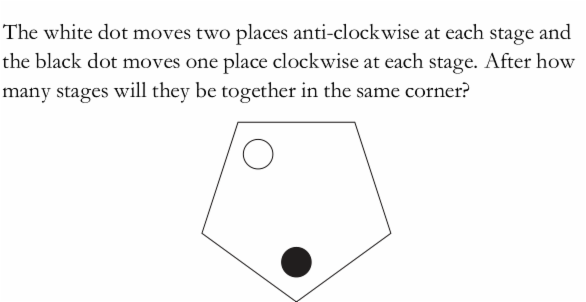 The white dot moves two places anti-clockwise at each stage and
the black dot moves one place clockwise at each stage. After how
many stages will they be together in the same corner?